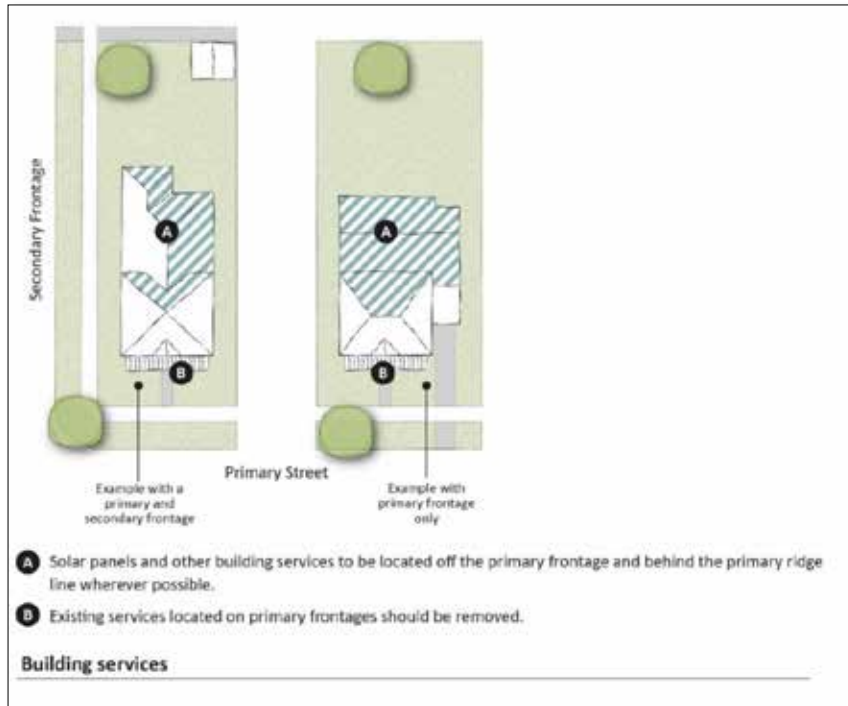 Secondary Frontage
A
A
B
B
Primary Street
Example with a
primary and
secondary frontage
Example with
primary frontage
only
A Solar panels and other building services to be located off the primary frontage and behind the primary ridge
line wherever possible.
B Existing services located on primary frontages should be removed.
Building services